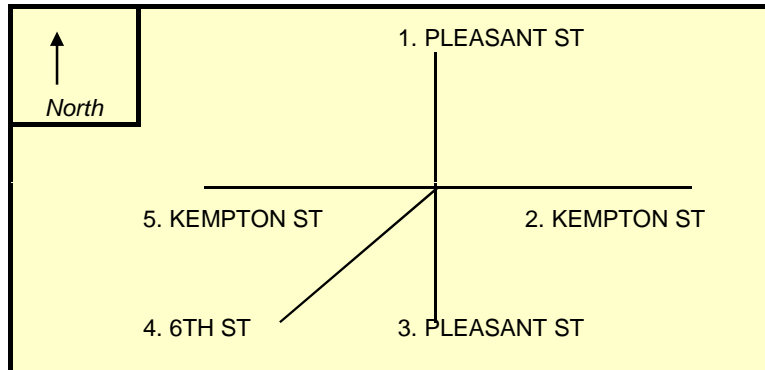 1. PLEASANT ST
North
5. KEMPTON ST
2. KEMPTON ST
4. 6TH ST
3. PLEASANT ST